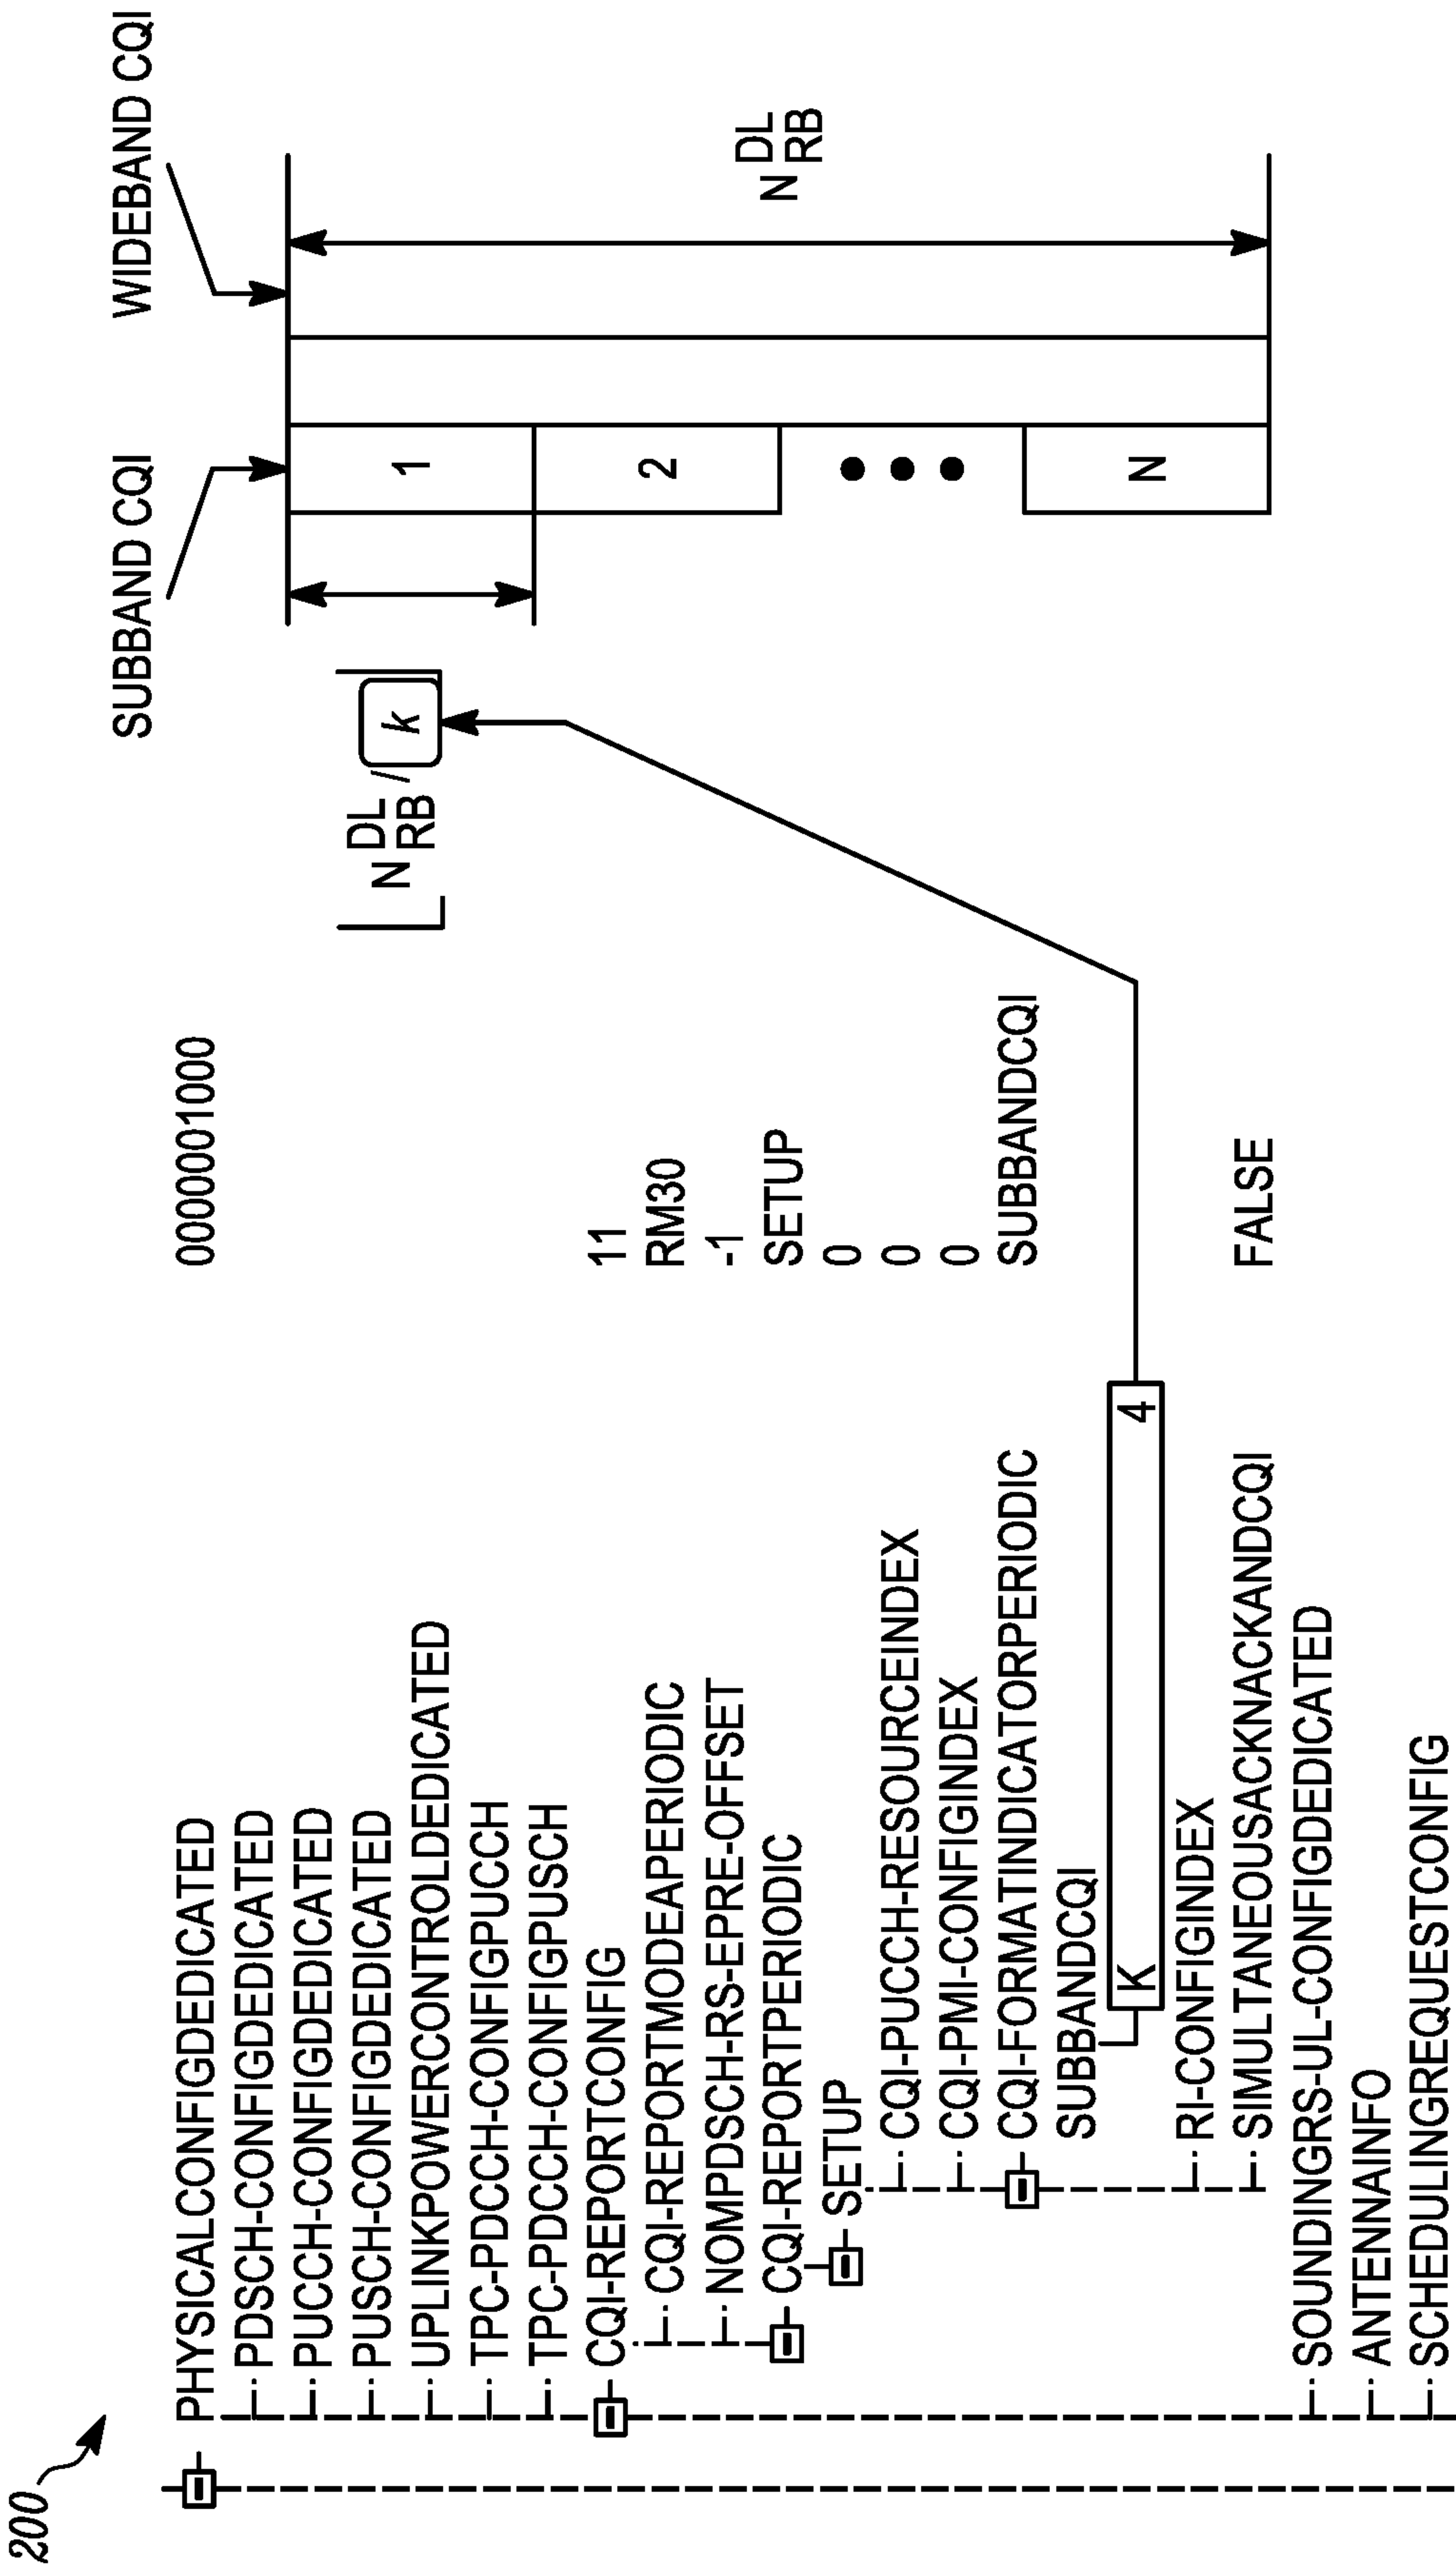 200
PHYSICALCONFIGDEDICATED 0000001000
PDSCH-CONFIGDEDICATED
PUCCH-CONFIGDEDICATED
PUSCH-CONFIGDEDICATED
UPLINKPOWERCONTROLDEDICATED
TPC-PDCCH-CONFIGPUCCH
TPC-PDCCH-CONFIGPUSCH
CQI-REPORTCONFIG 11
CQI-REPORTMODEAPERIODIC RM30
NOMPDSCH-RS-EPRE-OFFSET -1
CQI-REPORTPERIODIC SETUP
SETUP 0
CQI-PUCCH-RESOURCEINDEX 0
CQI-PMI-CONFIGINDEX 0
CQI-FORMATINDICATORPERIODIC SUBBANDCQI
SUBBANDCQI
K 4
RI-CONFIGINDEX
SIMULTANEOUSACKNACKANDCQI FALSE
SOUNDINGRS-UL-CONFIGDEDICATED
ANTENNAINFO
SCHEDULINGREQUESTCONFIG
SUBBAND CQI
WIDEBAND CQI
N DL RB / k
1
2
N
N DL RB